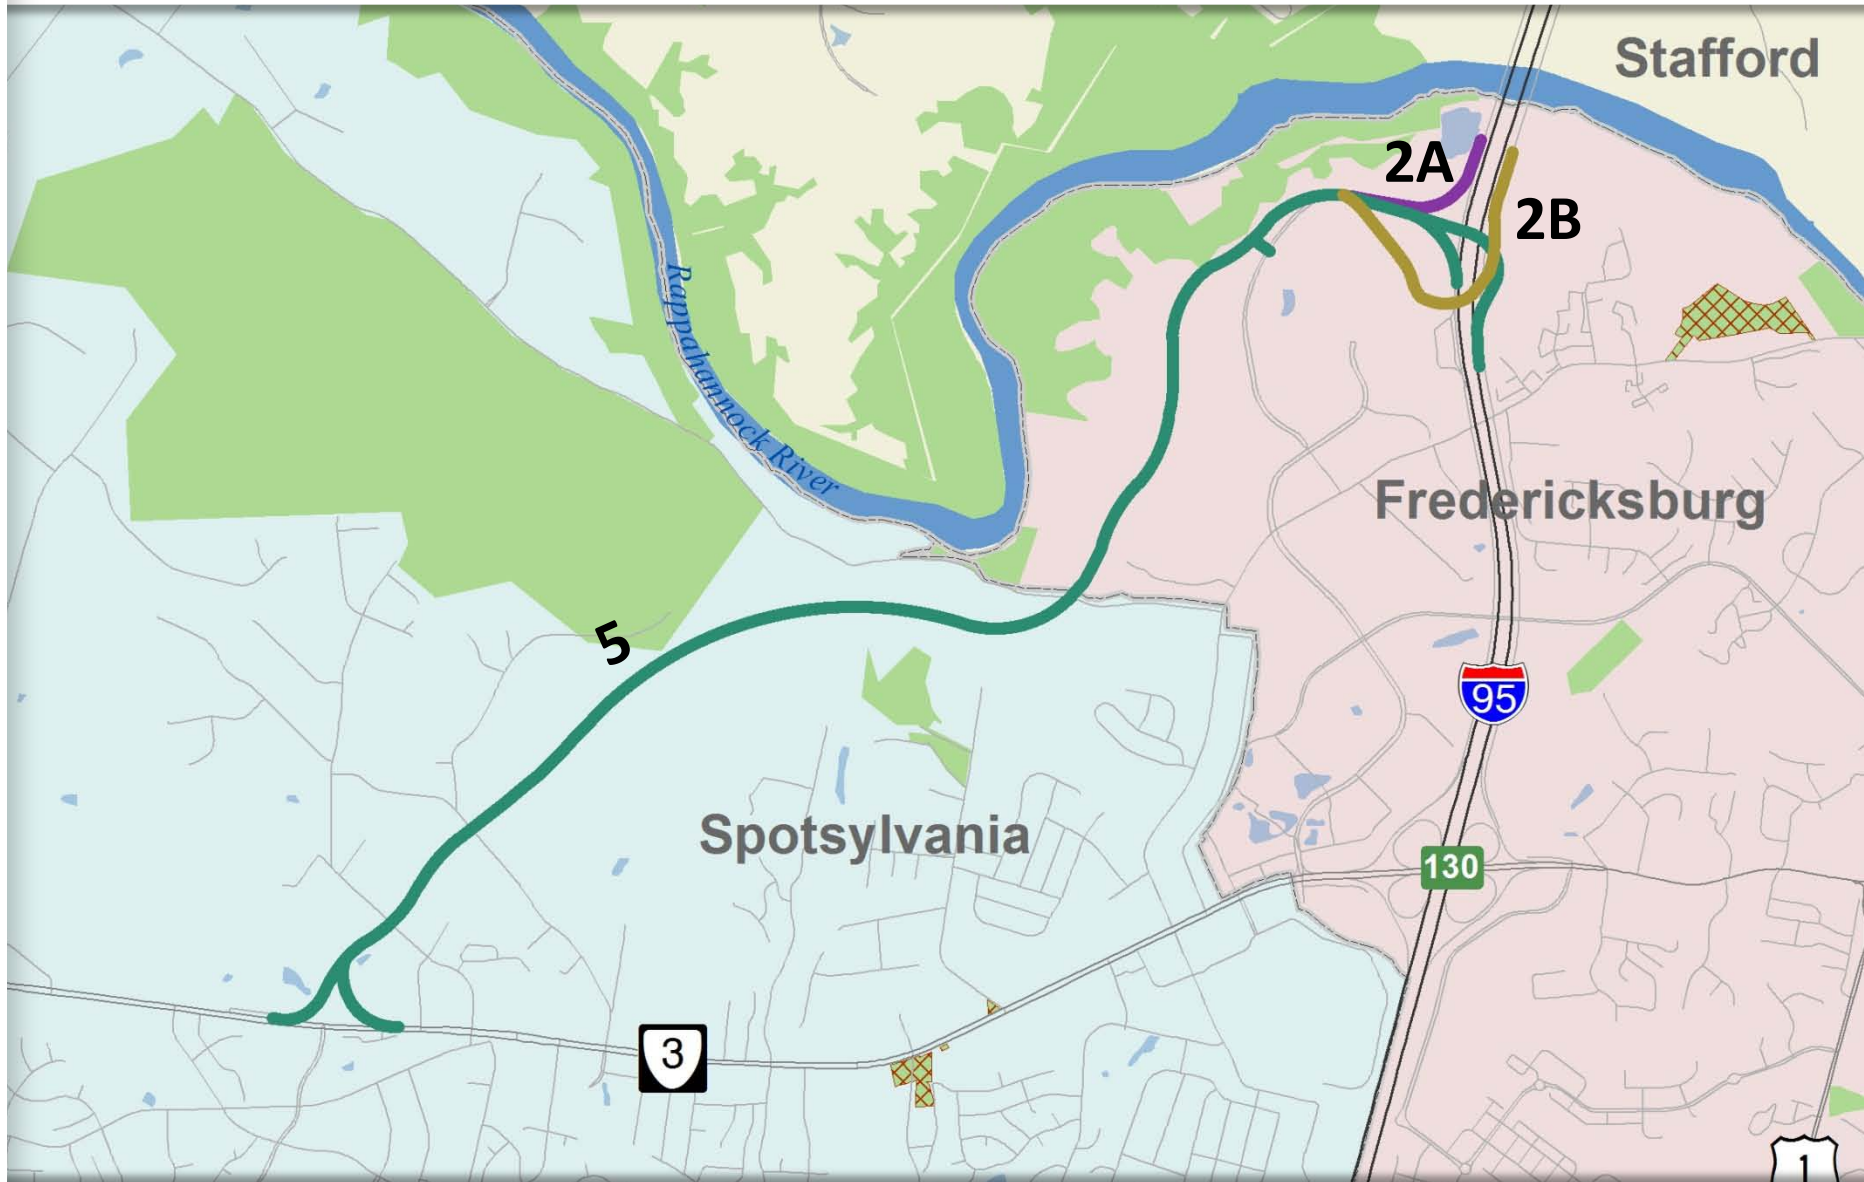 Stafford
2A
2B
Rappahannock River
Fredericksburg
5
95
Spotsylvania
130
3
1